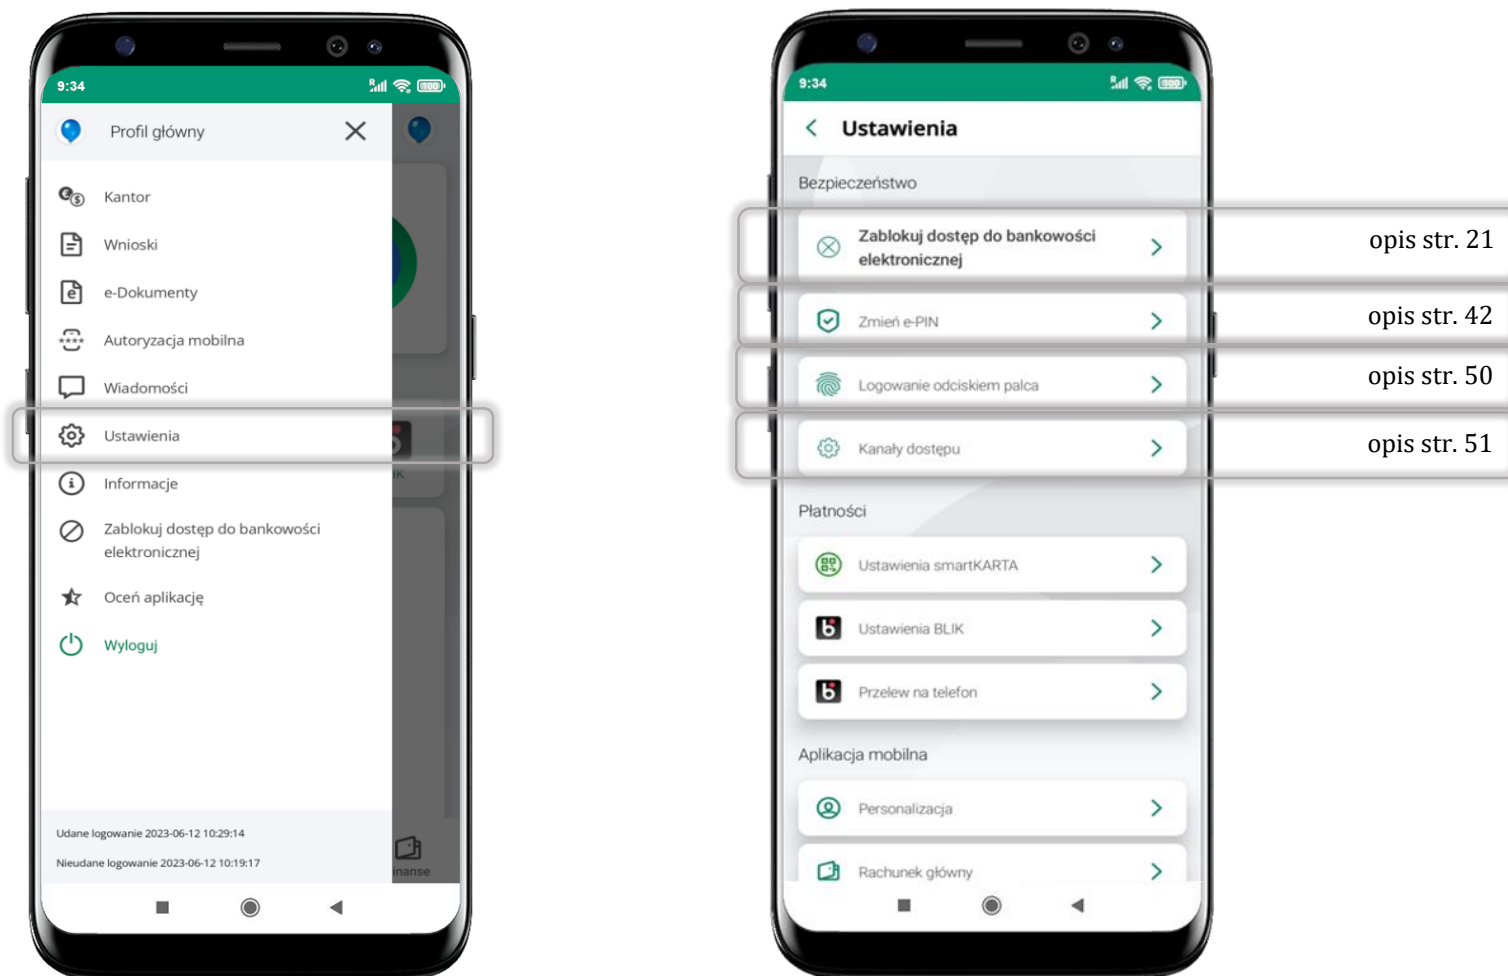 9:34
Profil główny
Kantor
Wnioski
e-Dokumenty
Autoryzacja mobilna
Wiadomości
Ustawienia
Informacje
Zablokuj dostęp do bankowości
elektronicznej
Oceń aplikację
Wyloguj
Udane logowanie 2023-06-12 10:29:14
Nieudane logowanie 2023-06-12 10:19:17
IK
inanse
9:34
Ustawienia
Bezpieczeństwo
Zablokuj dostęp do bankowości
elektronicznej
opis str. 21
Zmień e-PIN
opis str. 42
Logowanie odciskiem palca
opis str. 50
Kanały dostępu
opis str. 51
Płatności
Ustawienia smartKARTA
Ustawienia BLIK
Przelew na telefon
Aplikacja mobilna
Personalizacja
Rachunek główny